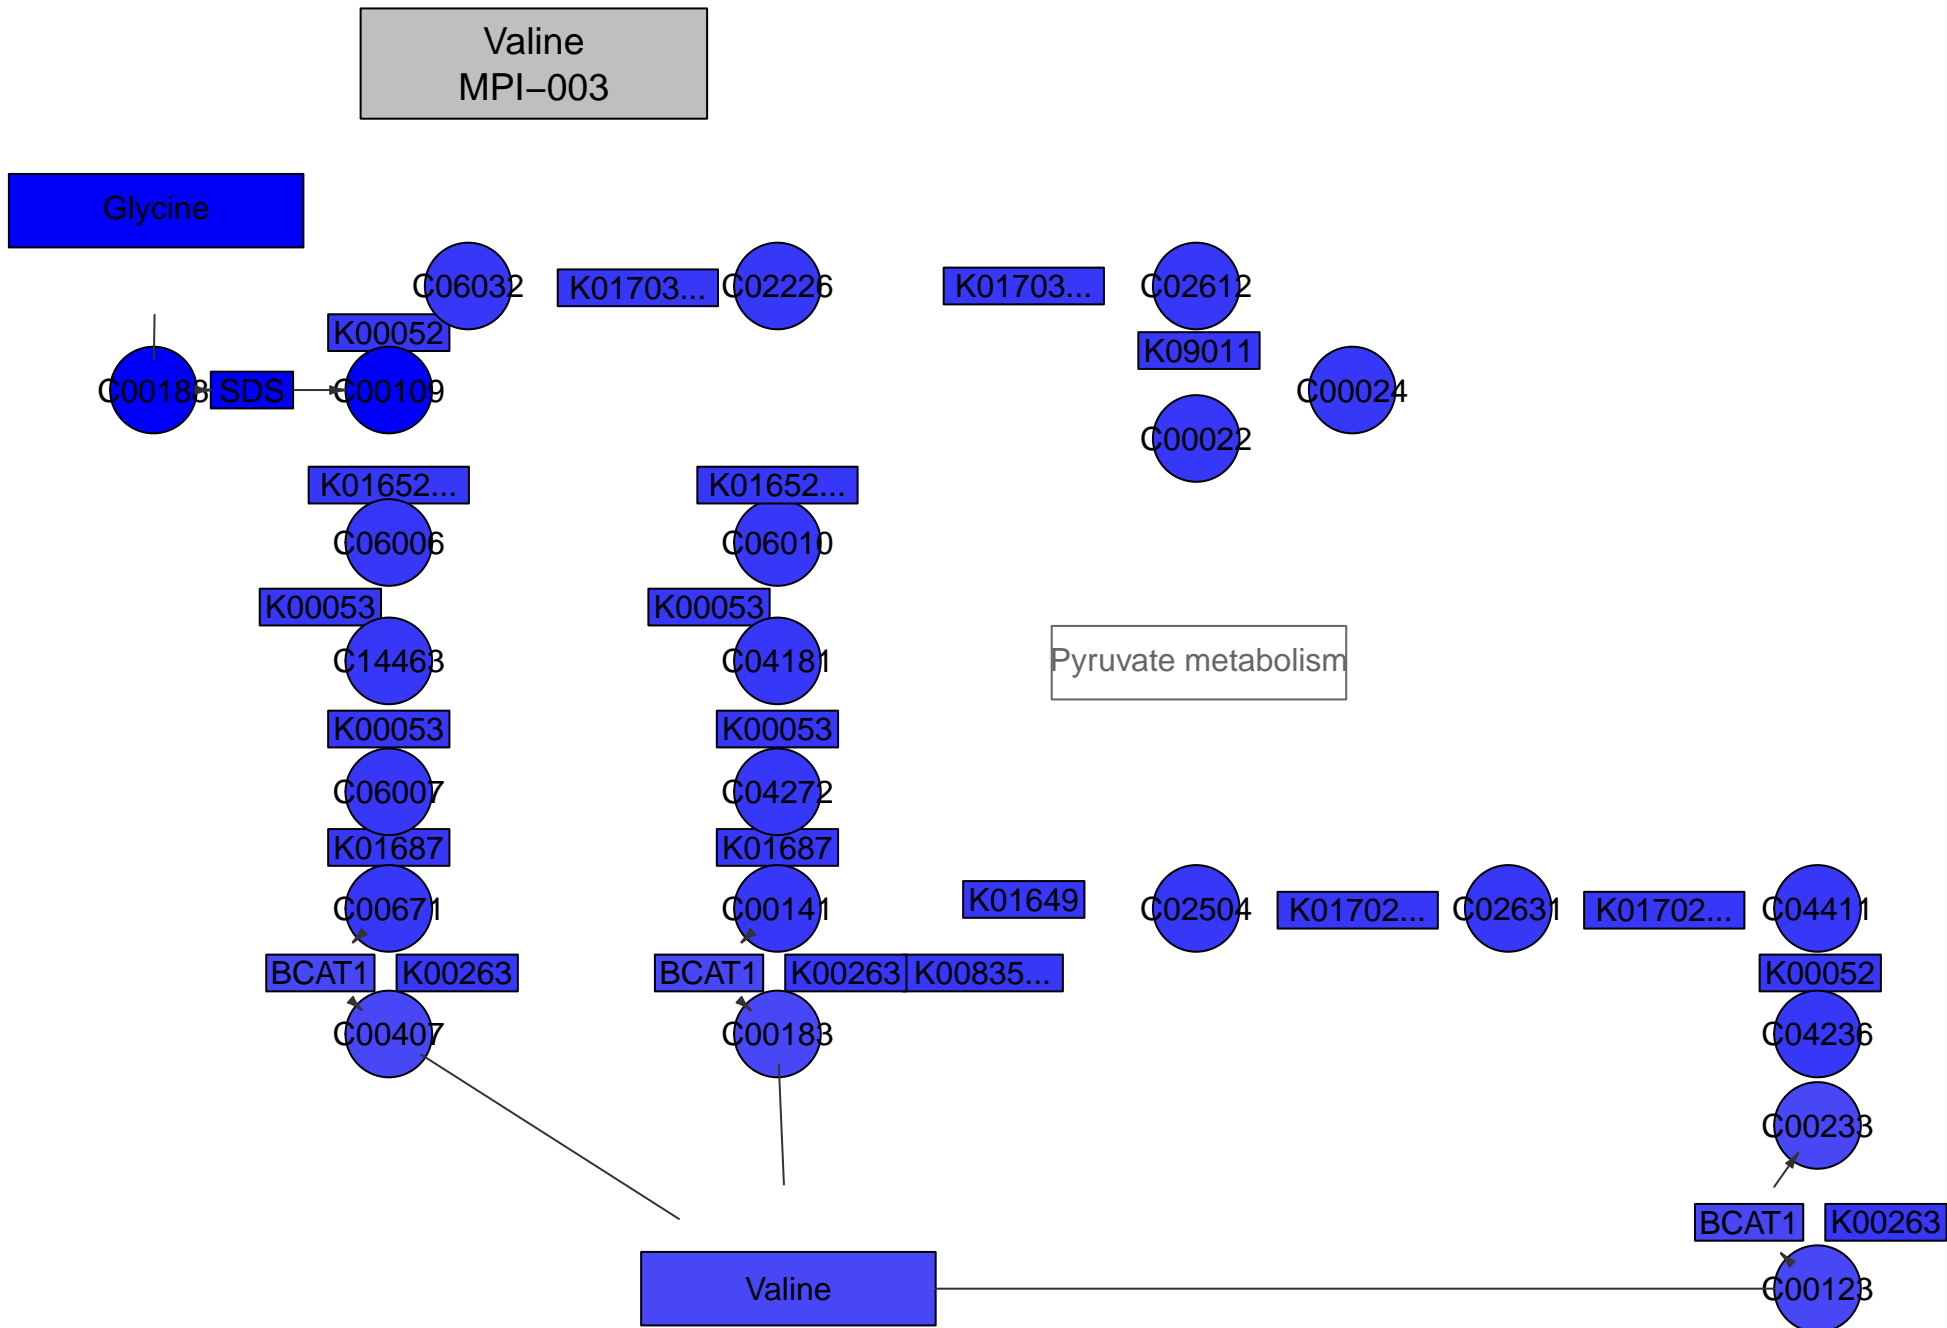 Valine
MPI−003
Glycine
C06032
K01703...
C02226
K01703...
C02612
K00052
K09011
C00188
SDS
C00109
C00024
C00022
K01652...
K01652...
C06006
C06010
K00053
K00053
C14463
C04181
Pyruvate metabolism
K00053
K00053
C06007
C04272
K01687
K01687
C00671
C00141
K01649
C02504
K01702...
C02631
K01702...
C04411
BCAT1
K00263
BCAT1
K00263
K00835...
K00052
C00407
C00183
C04236
C00233
BCAT1
K00263
Valine
C00123